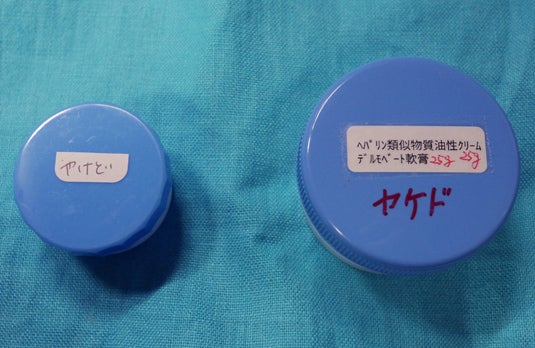 やけど
ヘパリン類似物質油性クリーム 25g
デルモベート軟膏 25g
ヤケド